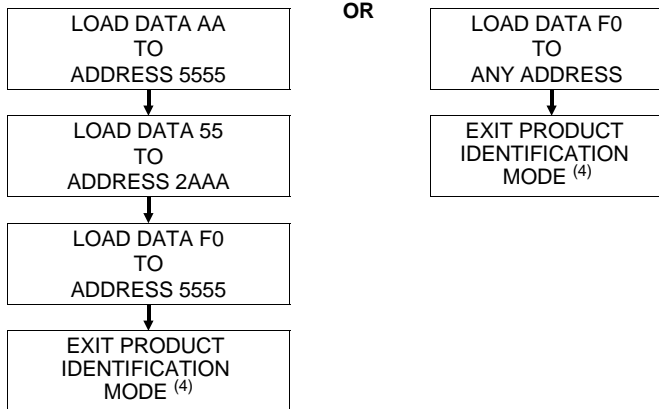 LOAD DATA AA
TO
ADDRESS 5555
LOAD DATA 55
TO
ADDRESS 2AAA
LOAD DATA F0
TO
ADDRESS 5555
EXIT PRODUCT
IDENTIFICATION
MODE (4)
OR
LOAD DATA F0
TO
ANY ADDRESS
EXIT PRODUCT
IDENTIFICATION
MODE (4)